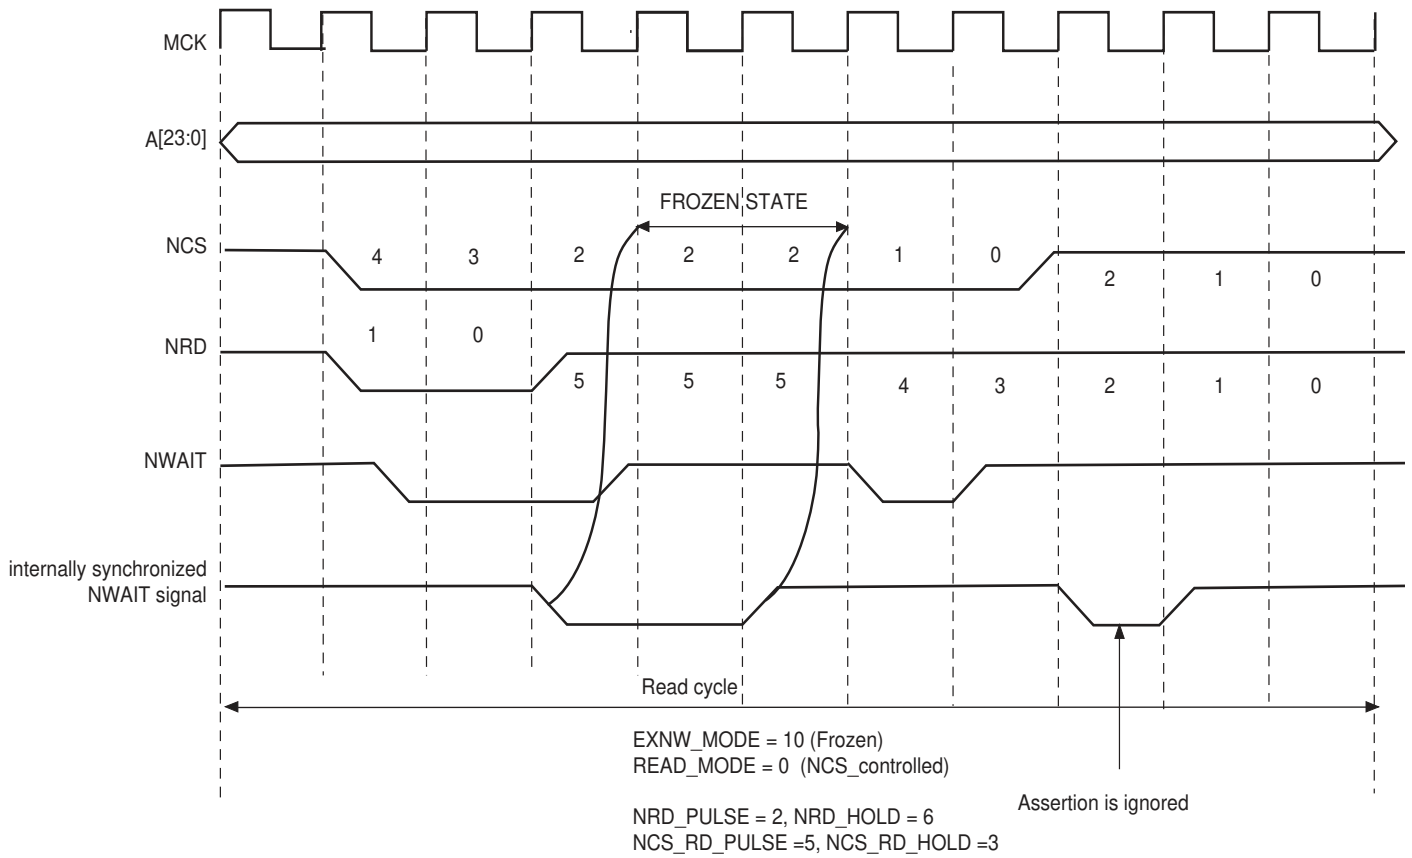 MCK
A[23:0]
FROZEN STATE
NCS
4 3 2 2 2 1 0
2 1 0
1 0
NRD
5 5 5 4 3 2 1 0
NWAIT
internally synchronized
NWAIT signal
Read cycle
EXNW_MODE = 10 (Frozen)
READ_MODE = 0 (NCS_controlled)
Assertion is ignored
NRD_PULSE = 2, NRD_HOLD = 6
NCS_RD_PULSE =5, NCS_RD_HOLD =3